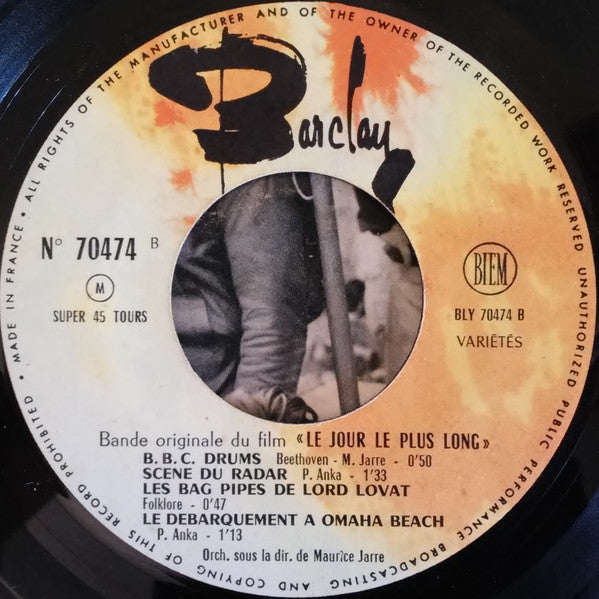 Barclay
N° 70474 B
M
SUPER 45 TOURS
BIEM
BLY 70474 B
VARIÉTÉS
Bande originale du film «LE JOUR LE PLUS LONG»
B.B.C. DRUMS Beethoven - M. Jarre - 0'50
SCENE DU RADAR P. Anka - 1'33
LES BAG PIPES DE LORD LOVAT
Folklore - 0'47
LE DEBARQUEMENT A OMAHA BEACH
P. Anka - 1'13
Orch. sous la dir. de Maurice Jarre
MADE IN FRANCE • ALL RIGHTS OF THE MANUFACTURER AND OF THE OWNER OF THE RECORDED WORK RESERVED UNAUTHORIZED PUBLIC PERFORMANCE BROADCASTING AND COPYING OF THIS RECORD PROHIBITED •